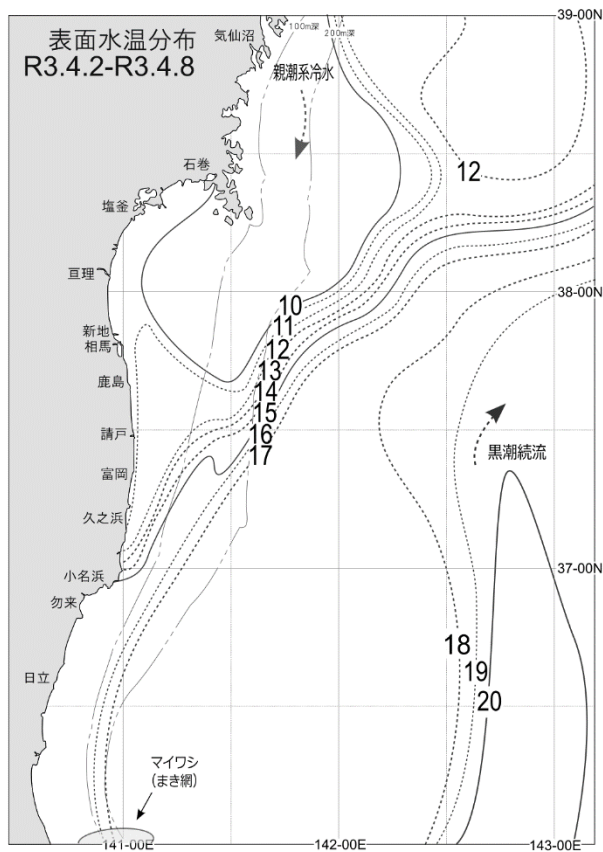 表面水温分布
R3.4.2-R3.4.8
気仙沼
100m深
200m深
39-00N
親潮系冷水
石巻
12
塩釜
亘理
38-00N
10
11
12
13
14
15
16
17
新地
相馬
鹿島
請戸
富岡
久之浜
黒潮続流
37-00N
小名浜
勿来
日立
18
19
20
マイワシ
(まき網)
141-00E
142-00E
143-00E